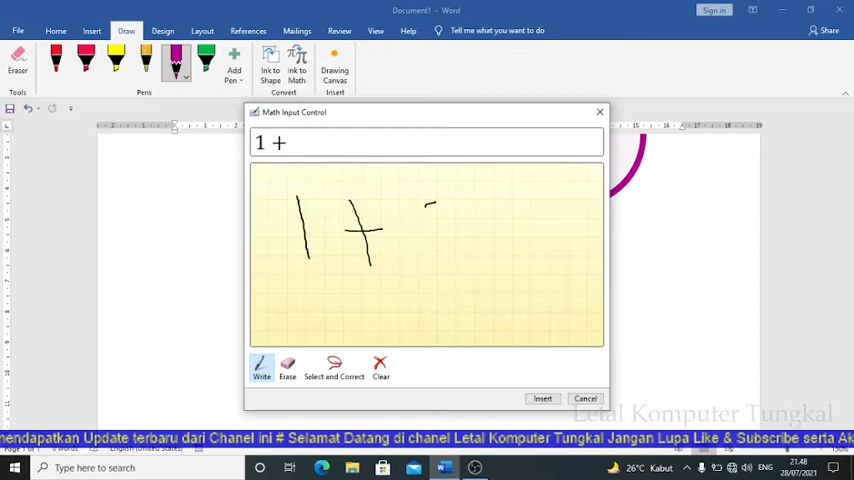 Document1 - Word
Sign in
File Home Insert Draw Design Layout References Mailings Review View Help Tell me what you want to do Share
Eraser
Add Pen
Ink to Shape
Ink to Math
Drawing Canvas
Tools Pens Convert Insert
Math Input Control
1 +
1 +
Write Erase Select and Correct Clear
Insert Cancel
Letal Komputer Tungkal
mendapatkan Update terbaru dari Chanel ini # Selamat Datang di chanel Letal Komputer Tungkal Jangan Lupa Like & Subscribe serta Ak
Type here to search
26°C Kabut
ENG
21.48
28/07/2021